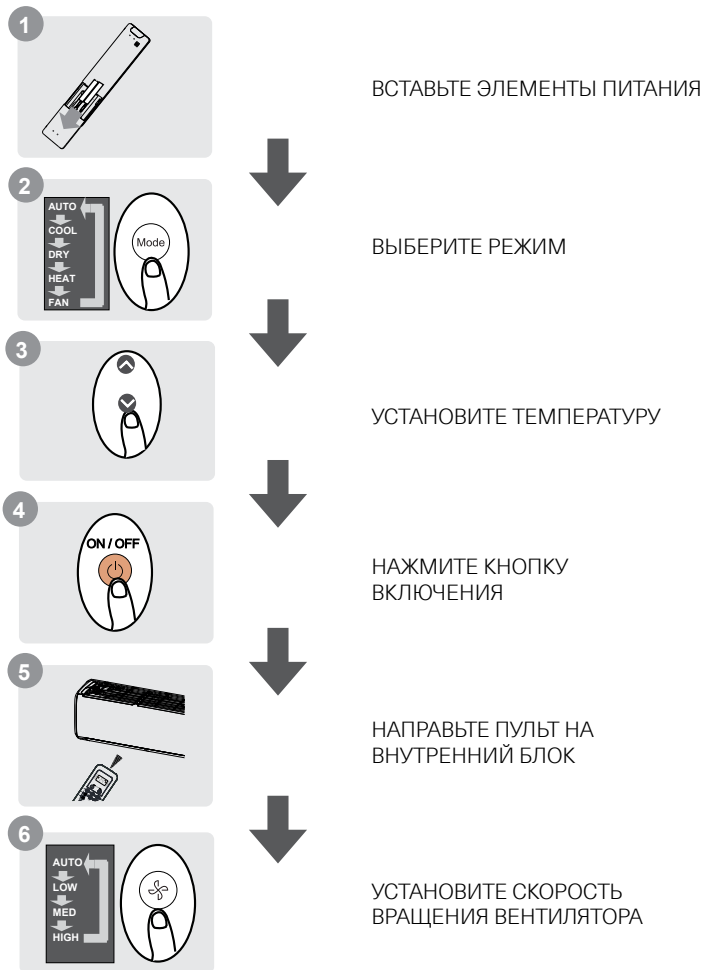 1
ВСТАВЬТЕ ЭЛЕМЕНТЫ ПИТАНИЯ
2
AUTO
COOL
DRY
HEAT
FAN
Mode
ВЫБЕРИТЕ РЕЖИМ
3
УСТАНОВИТЕ ТЕМПЕРАТУРУ
4
ON / OFF
НАЖМИТЕ КНОПКУ
ВКЛЮЧЕНИЯ
5
НАПРАВЬТЕ ПУЛЬТ НА
ВНУТРЕННИЙ БЛОК
6
AUTO
LOW
MED
HIGH
УСТАНОВИТЕ СКОРОСТЬ
ВРАЩЕНИЯ ВЕНТИЛЯТОРА